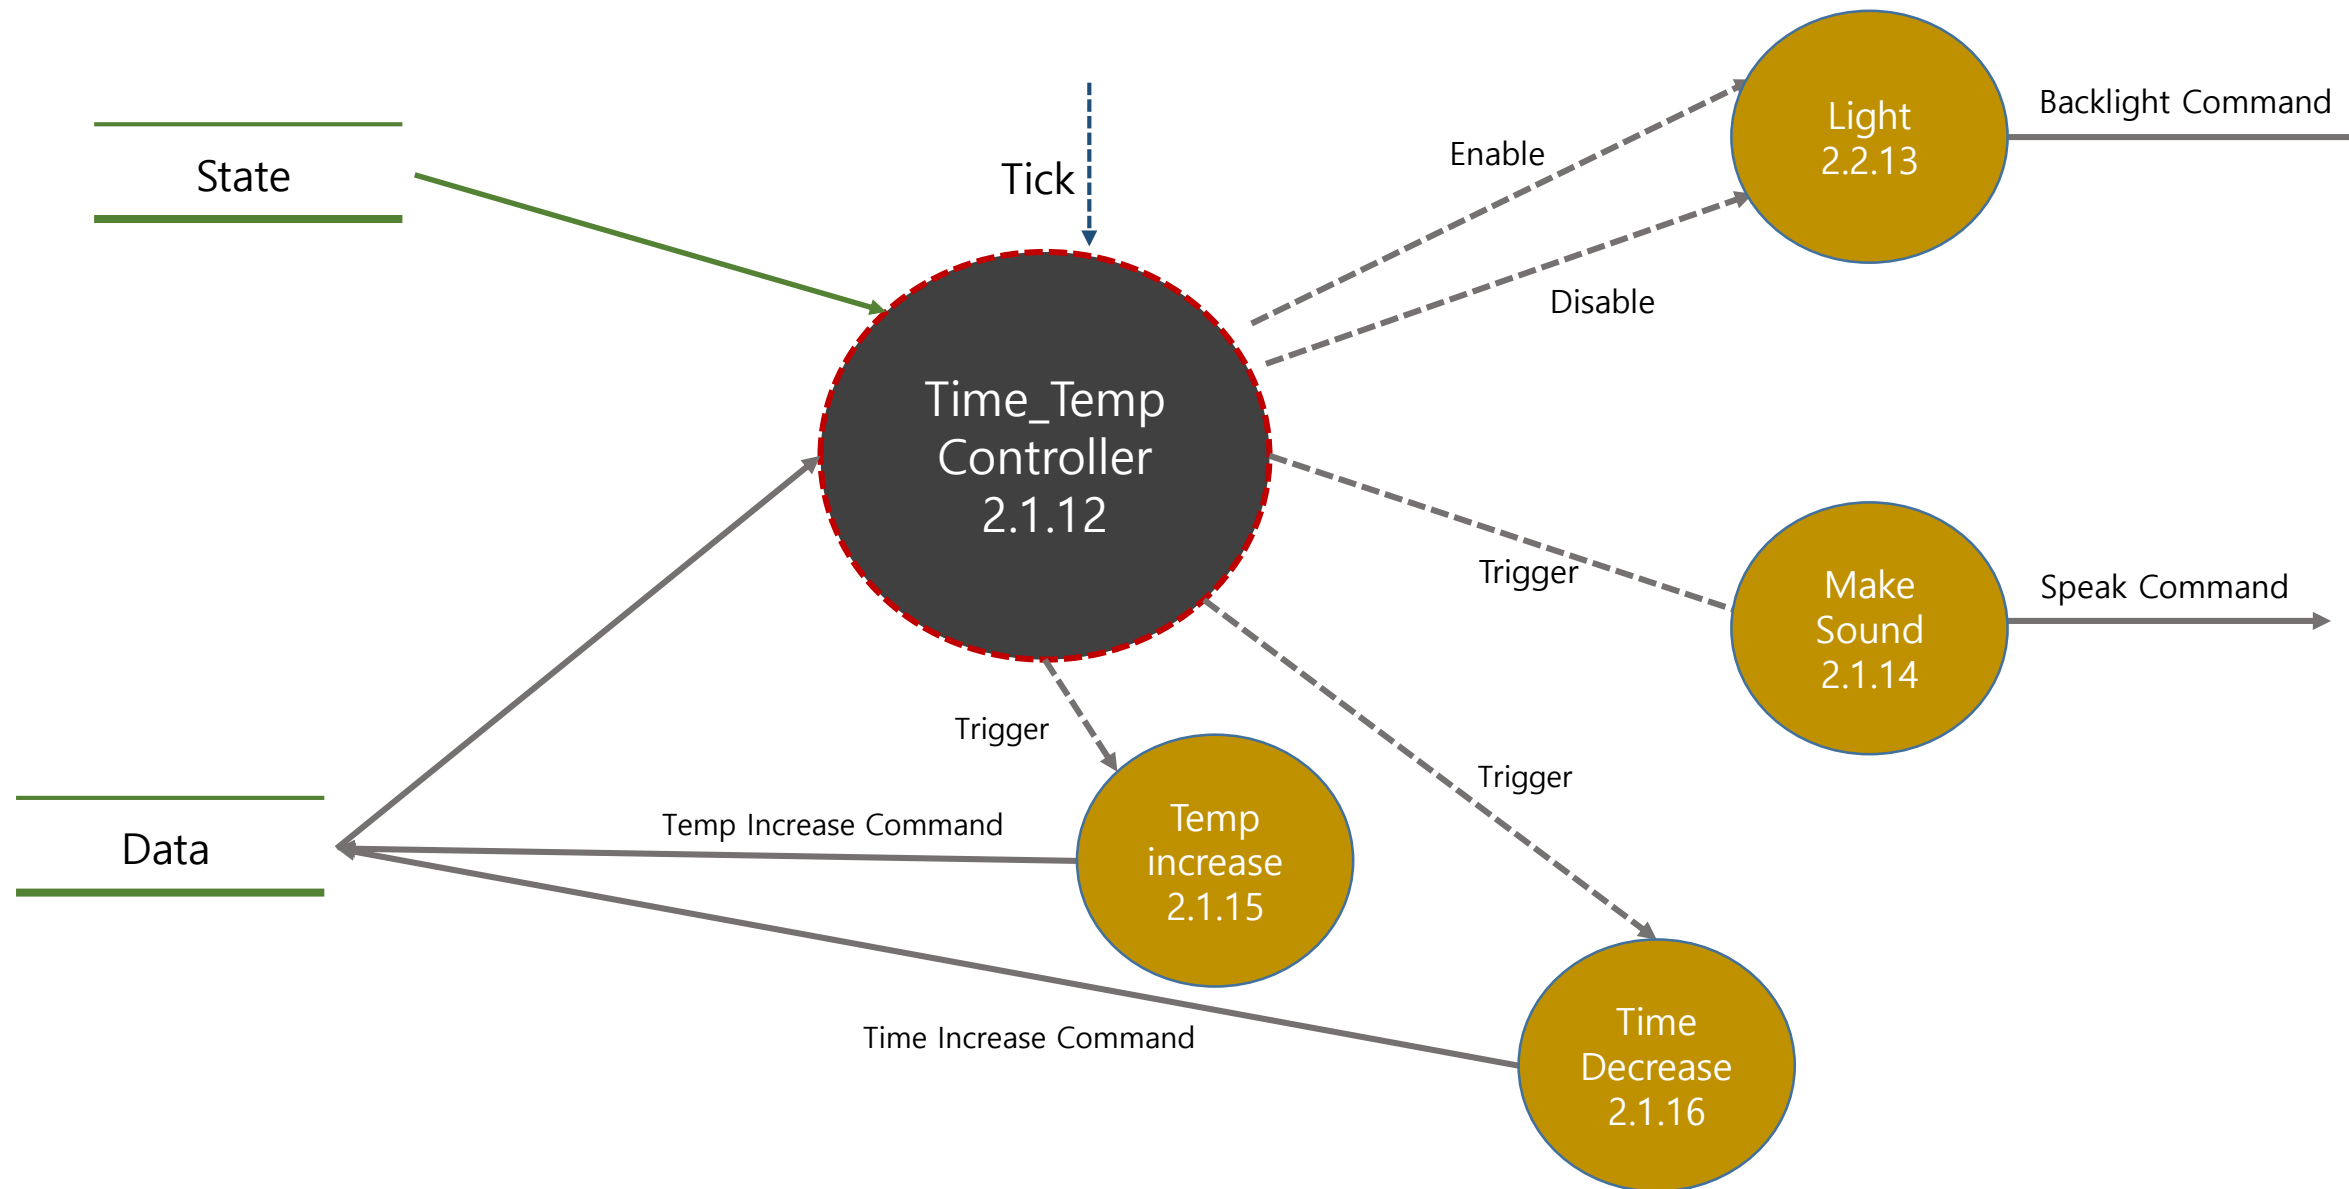 State
Tick
Enable
Disable
Light
2.2.13
Backlight Command
Time_Temp
Controller
2.1.12
Trigger
Make
Sound
2.1.14
Speak Command
Trigger
Trigger
Data
Temp Increase Command
Temp
increase
2.1.15
Time Increase Command
Time
Decrease
2.1.16